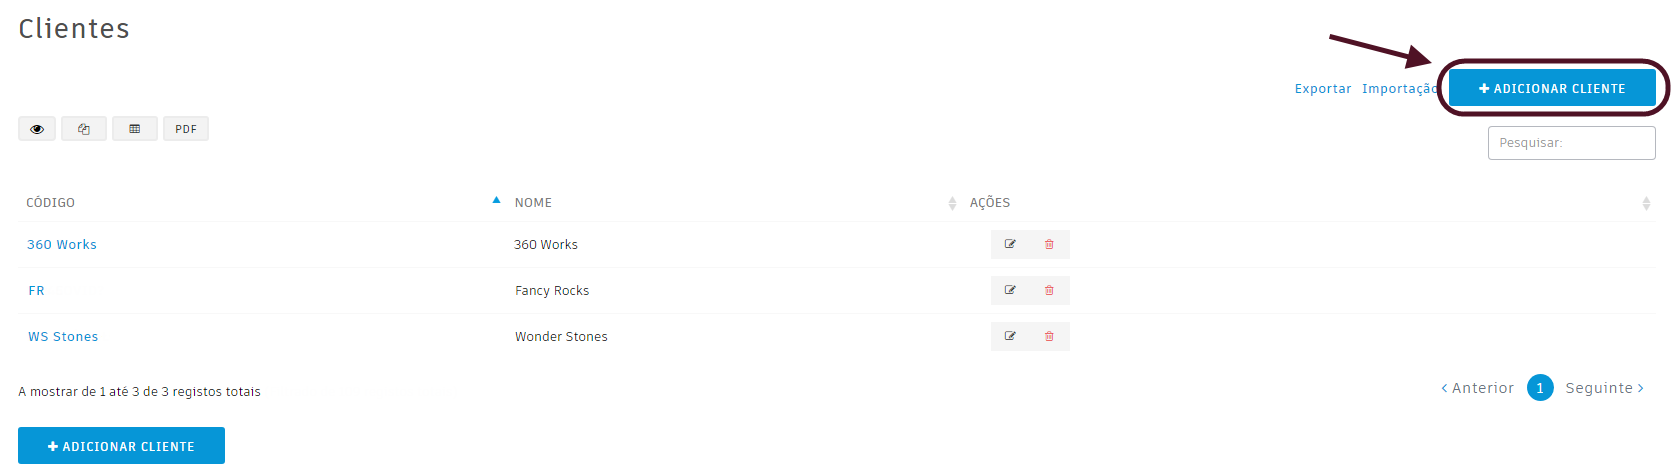 Clientes
Exportar Importação ADICIONAR CLIENTE
PDF
Pesquisar:
CÓDIGO NOME AÇÕES
360 Works 360 Works
FR Fancy Rocks
WS Stones Wonder Stones
A mostrar de 1 até 3 de 3 registos totais
Anterior 1 Seguinte
ADICIONAR CLIENTE